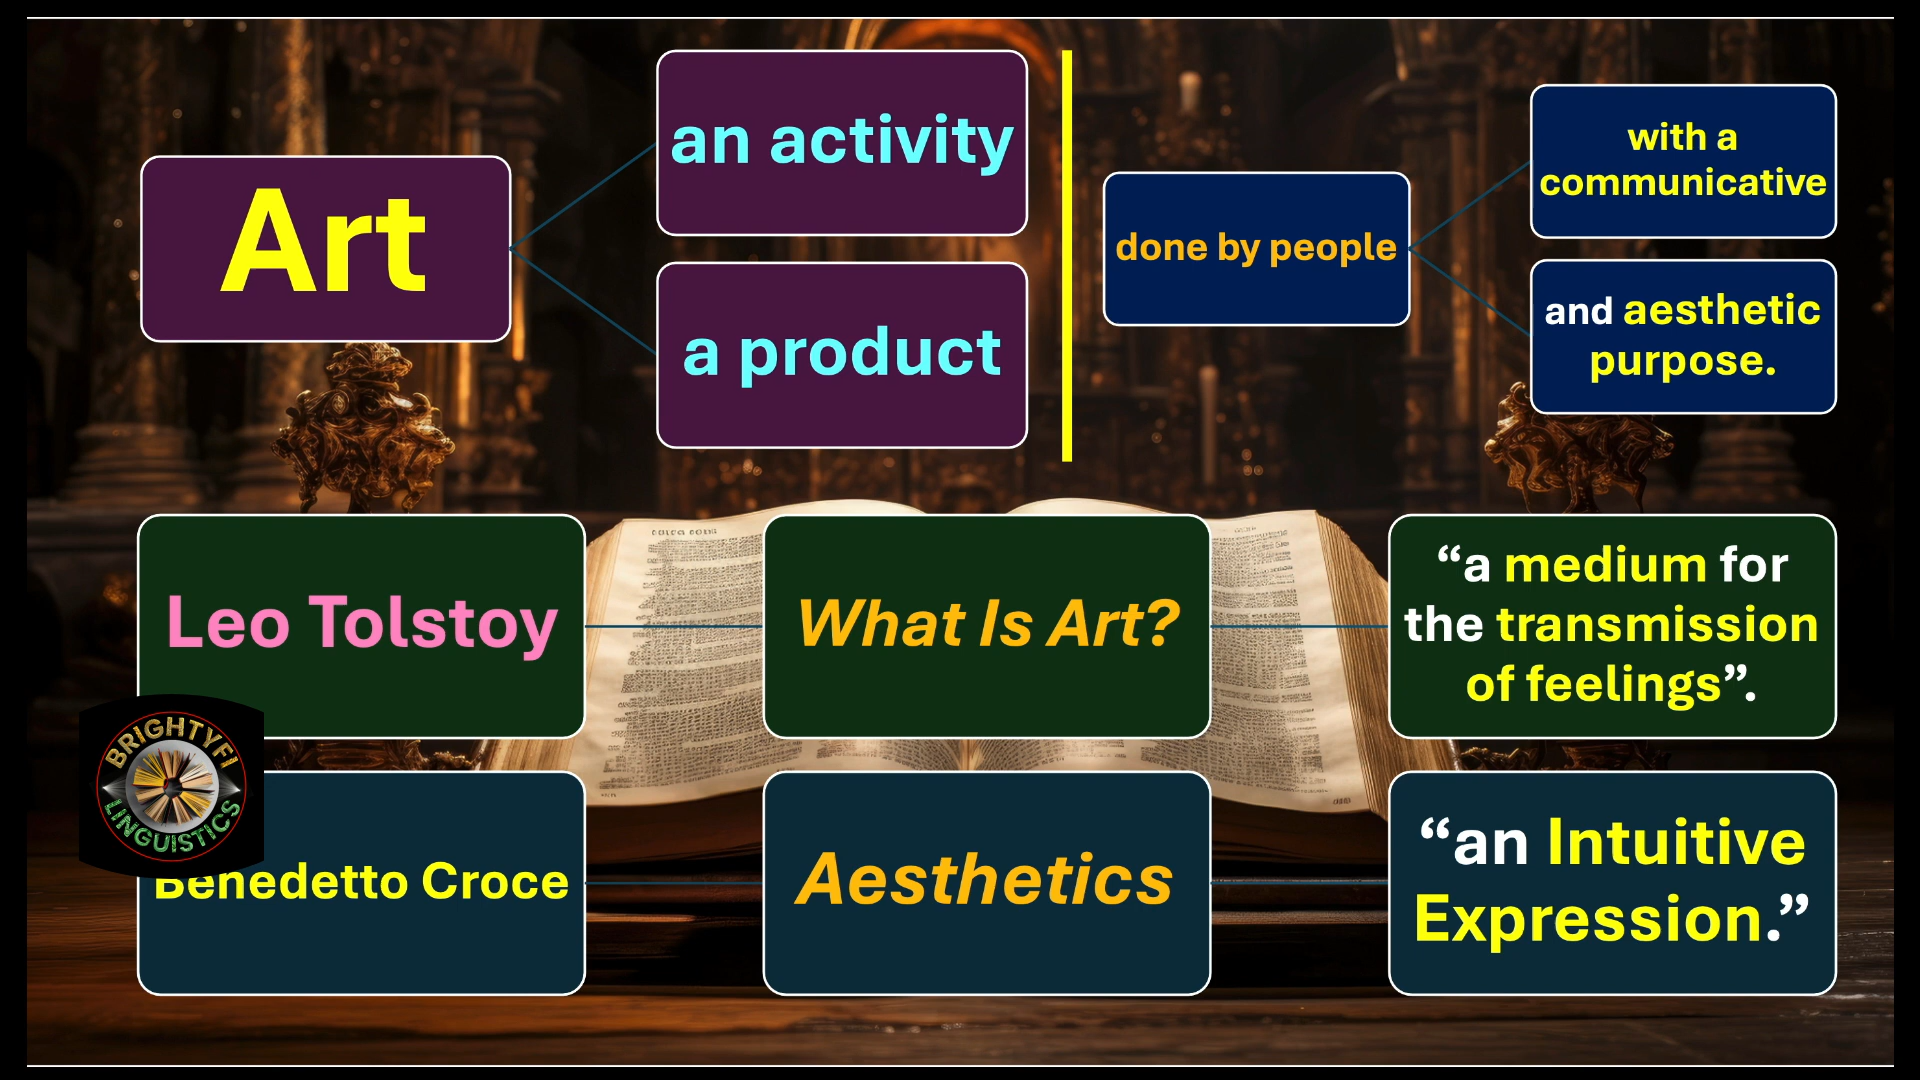 Art
an activity
a product
done by people
with a
communicative
and aesthetic
purpose.
Leo Tolstoy
What Is Art?
“a medium for
the transmission
of feelings”.
BRIGHTYFI
LINGUISTICS
Benedetto Croce
Aesthetics
“an Intuitive
Expression.”